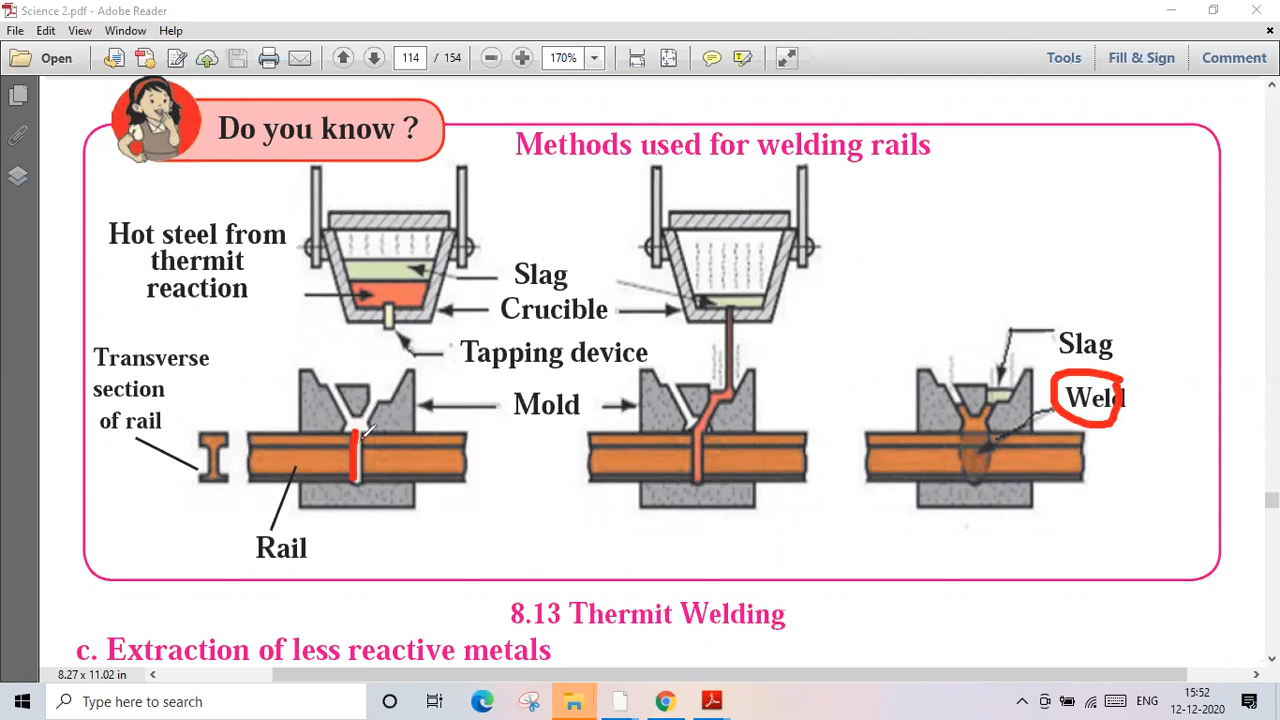 Science 2.pdf - Adobe Reader
File Edit View Window Help
Open 114 / 154 170% Tools Fill & Sign Comment
Do you know ?
Methods used for welding rails
Hot steel from
thermit
reaction
Slag
Crucible
Tapping device
Transverse
section
of rail
Mold
Slag
Weld
Rail
8.13 Thermit Welding
c. Extraction of less reactive metals
8.27 x 11.02 in
Type here to search
ENG
15:52
12-12-2020